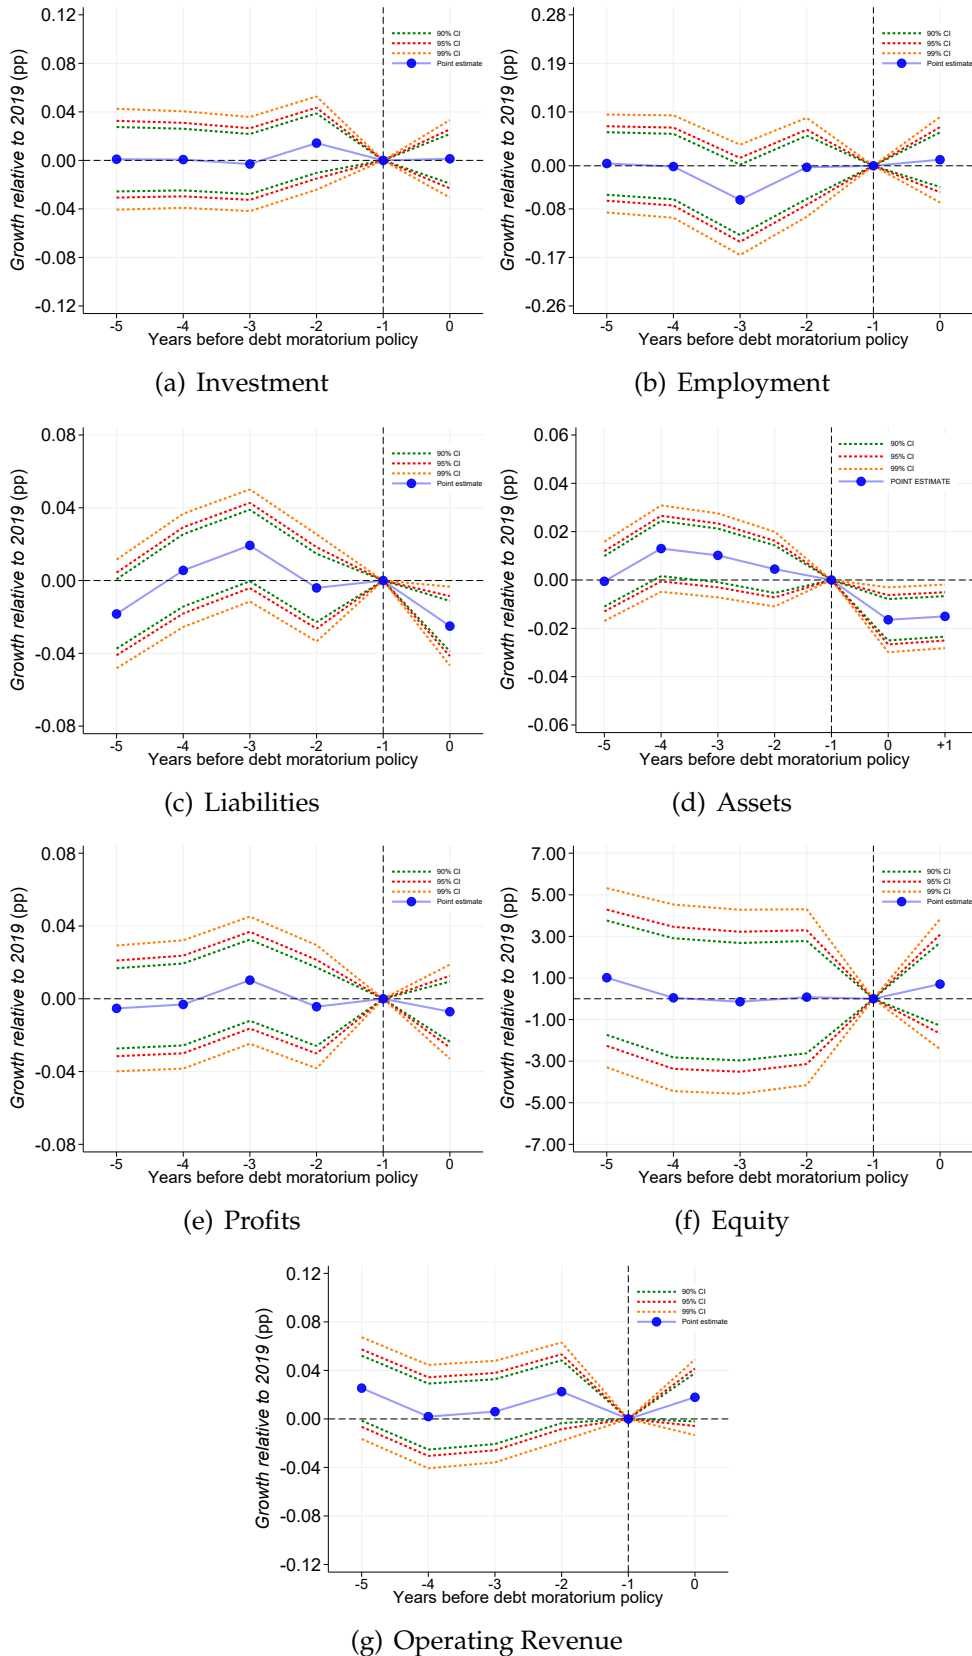 0.12
0.08
0.04
0.00
-0.04
-0.08
-0.12
Growth relative to 2019 (pp)
90% CI
95% CI
99% CI
Point estimate
-5 -4 -3 -2 -1 0
Years before debt moratorium policy
(a) Investment
0.28
0.19
0.10
0.00
-0.08
-0.17
-0.26
Growth relative to 2019 (pp)
90% CI
95% CI
99% CI
Point estimate
-5 -4 -3 -2 -1 0
Years before debt moratorium policy
(b) Employment
0.08
0.04
0.00
-0.04
-0.08
Growth relative to 2019 (pp)
90% CI
95% CI
99% CI
Point estimate
-5 -4 -3 -2 -1 0
Years before debt moratorium policy
(c) Liabilities
0.06
0.04
0.02
0.00
-0.02
-0.04
-0.06
Growth relative to 2019 (pp)
90% CI
95% CI
99% CI
POINT ESTIMATE
-5 -4 -3 -2 -1 0 +1
Years before debt moratorium policy
(d) Assets
0.08
0.04
0.00
-0.04
-0.08
Growth relative to 2019 (pp)
90% CI
95% CI
99% CI
Point estimate
-5 -4 -3 -2 -1 0
Years before debt moratorium policy
(e) Profits
7.00
5.00
3.00
1.00
-1.00
-3.00
-5.00
-7.00
Growth relative to 2019 (pp)
90% CI
95% CI
99% CI
Point estimate
-5 -4 -3 -2 -1 0
Years before debt moratorium policy
(f) Equity
0.12
0.08
0.04
0.00
-0.04
-0.08
-0.12
Growth relative to 2019 (pp)
90% CI
95% CI
99% CI
Point estimate
-5 -4 -3 -2 -1 0
Years before debt moratorium policy
(g) Operating Revenue